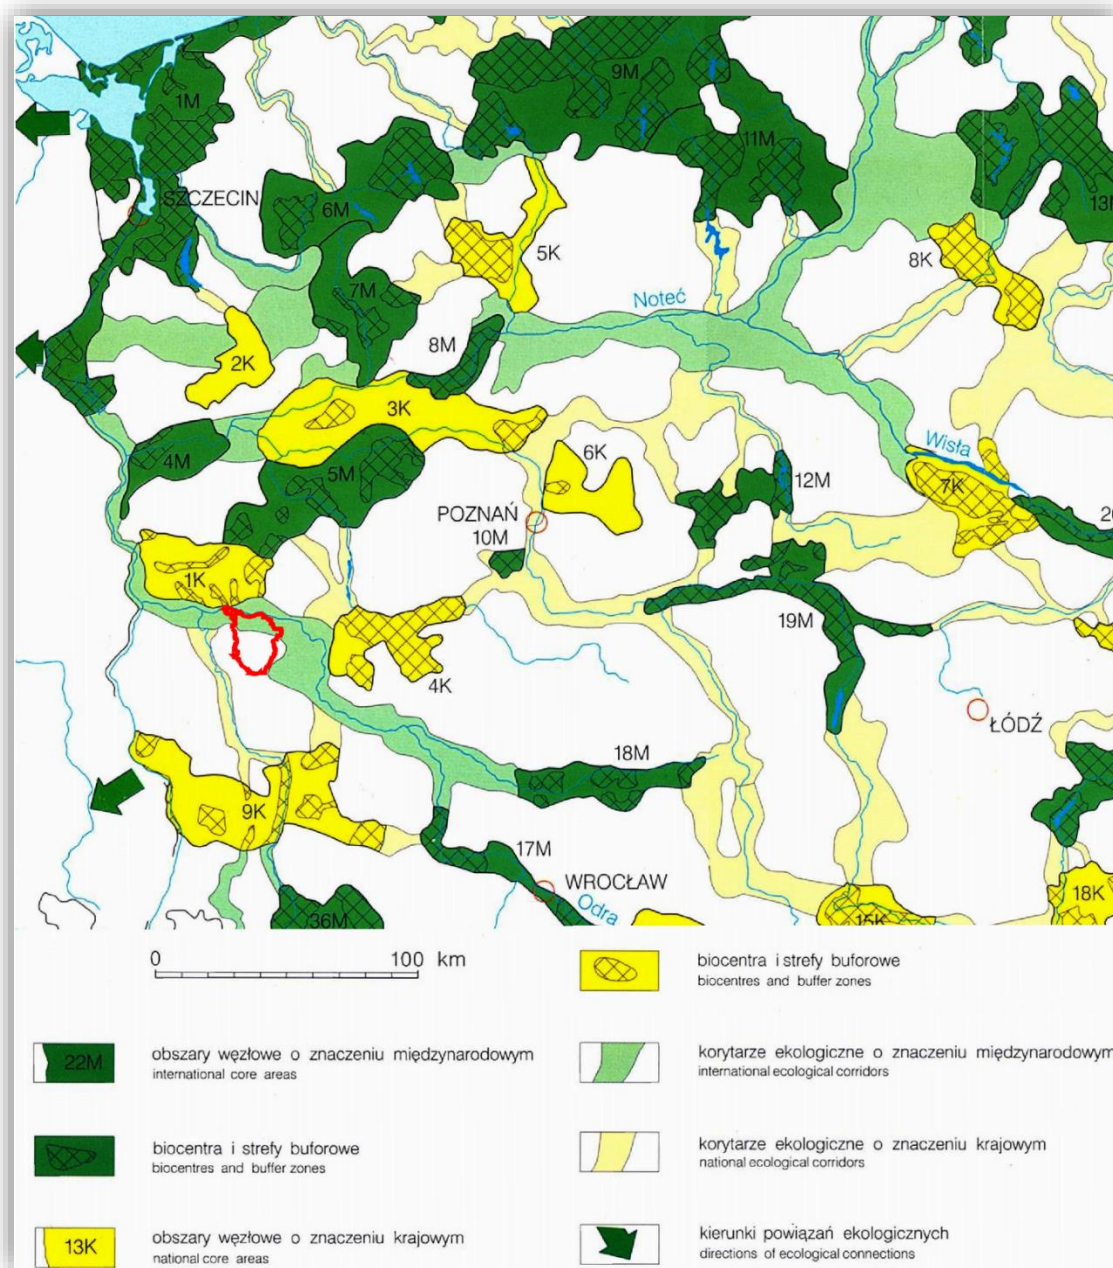 9M
1M
11M
SZCZECIN
6M
13M
5K
8K
7M
Noteć
8M
2K
3K
Wisła
4M
5M
6K
12M
7K
POZNAŃ
10M
1K
19M
4K
ŁÓDŹ
18M
9K
17M
WROCŁAW
18K
Odra
36M
15K
0 100 km
biocentra i strefy buforowe
biocentres and buffer zones
22M
obszary węzłowe o znaczeniu międzynarodowym
international core areas
korytarze ekologiczne o znaczeniu międzynarodowym
international ecological corridors
biocentra i strefy buforowe
biocentres and buffer zones
korytarze ekologiczne o znaczeniu krajowym
national ecological corridors
13K
obszary węzłowe o znaczeniu krajowym
national core areas
kierunki powiązań ekologicznych
directions of ecological connections